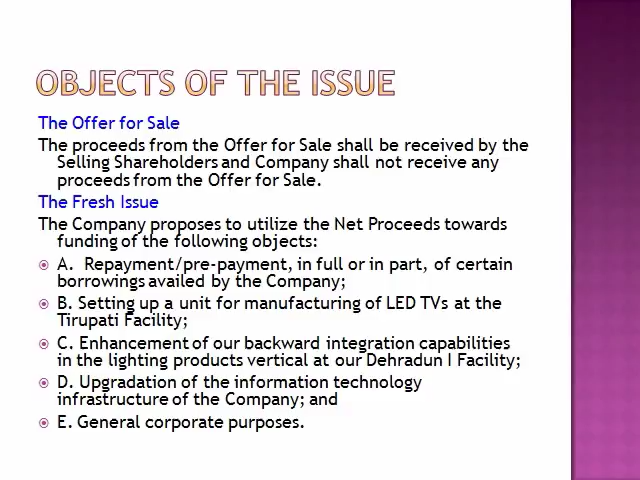 OBJECTS OF THE ISSUE
The Offer for Sale
The proceeds from the Offer for Sale shall be received by the
Selling Shareholders and Company shall not receive any
proceeds from the Offer for Sale.
The Fresh Issue
The Company proposes to utilize the Net Proceeds towards
funding of the following objects:
A. Repayment/pre-payment, in full or in part, of certain
borrowings availed by the Company;
B. Setting up a unit for manufacturing of LED TVs at the
Tirupati Facility;
C. Enhancement of our backward integration capabilities
in the lighting products vertical at our Dehradun I Facility;
D. Upgradation of the information technology
infrastructure of the Company; and
E. General corporate purposes.